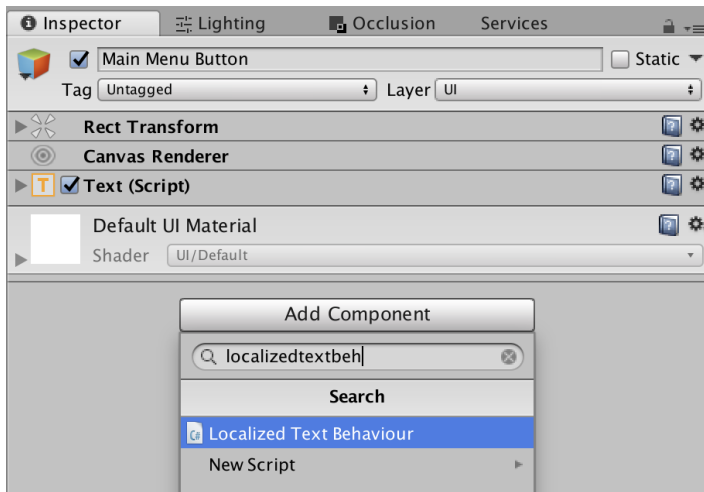 Inspector Lighting Occlusion Services
Main Menu Button Static
Tag Untagged Layer UI
Rect Transform
Canvas Renderer
T Text (Script)
Default UI Material
Shader UI/Default
Add Component
localizedtextbeh
Search
C# Localized Text Behaviour
New Script